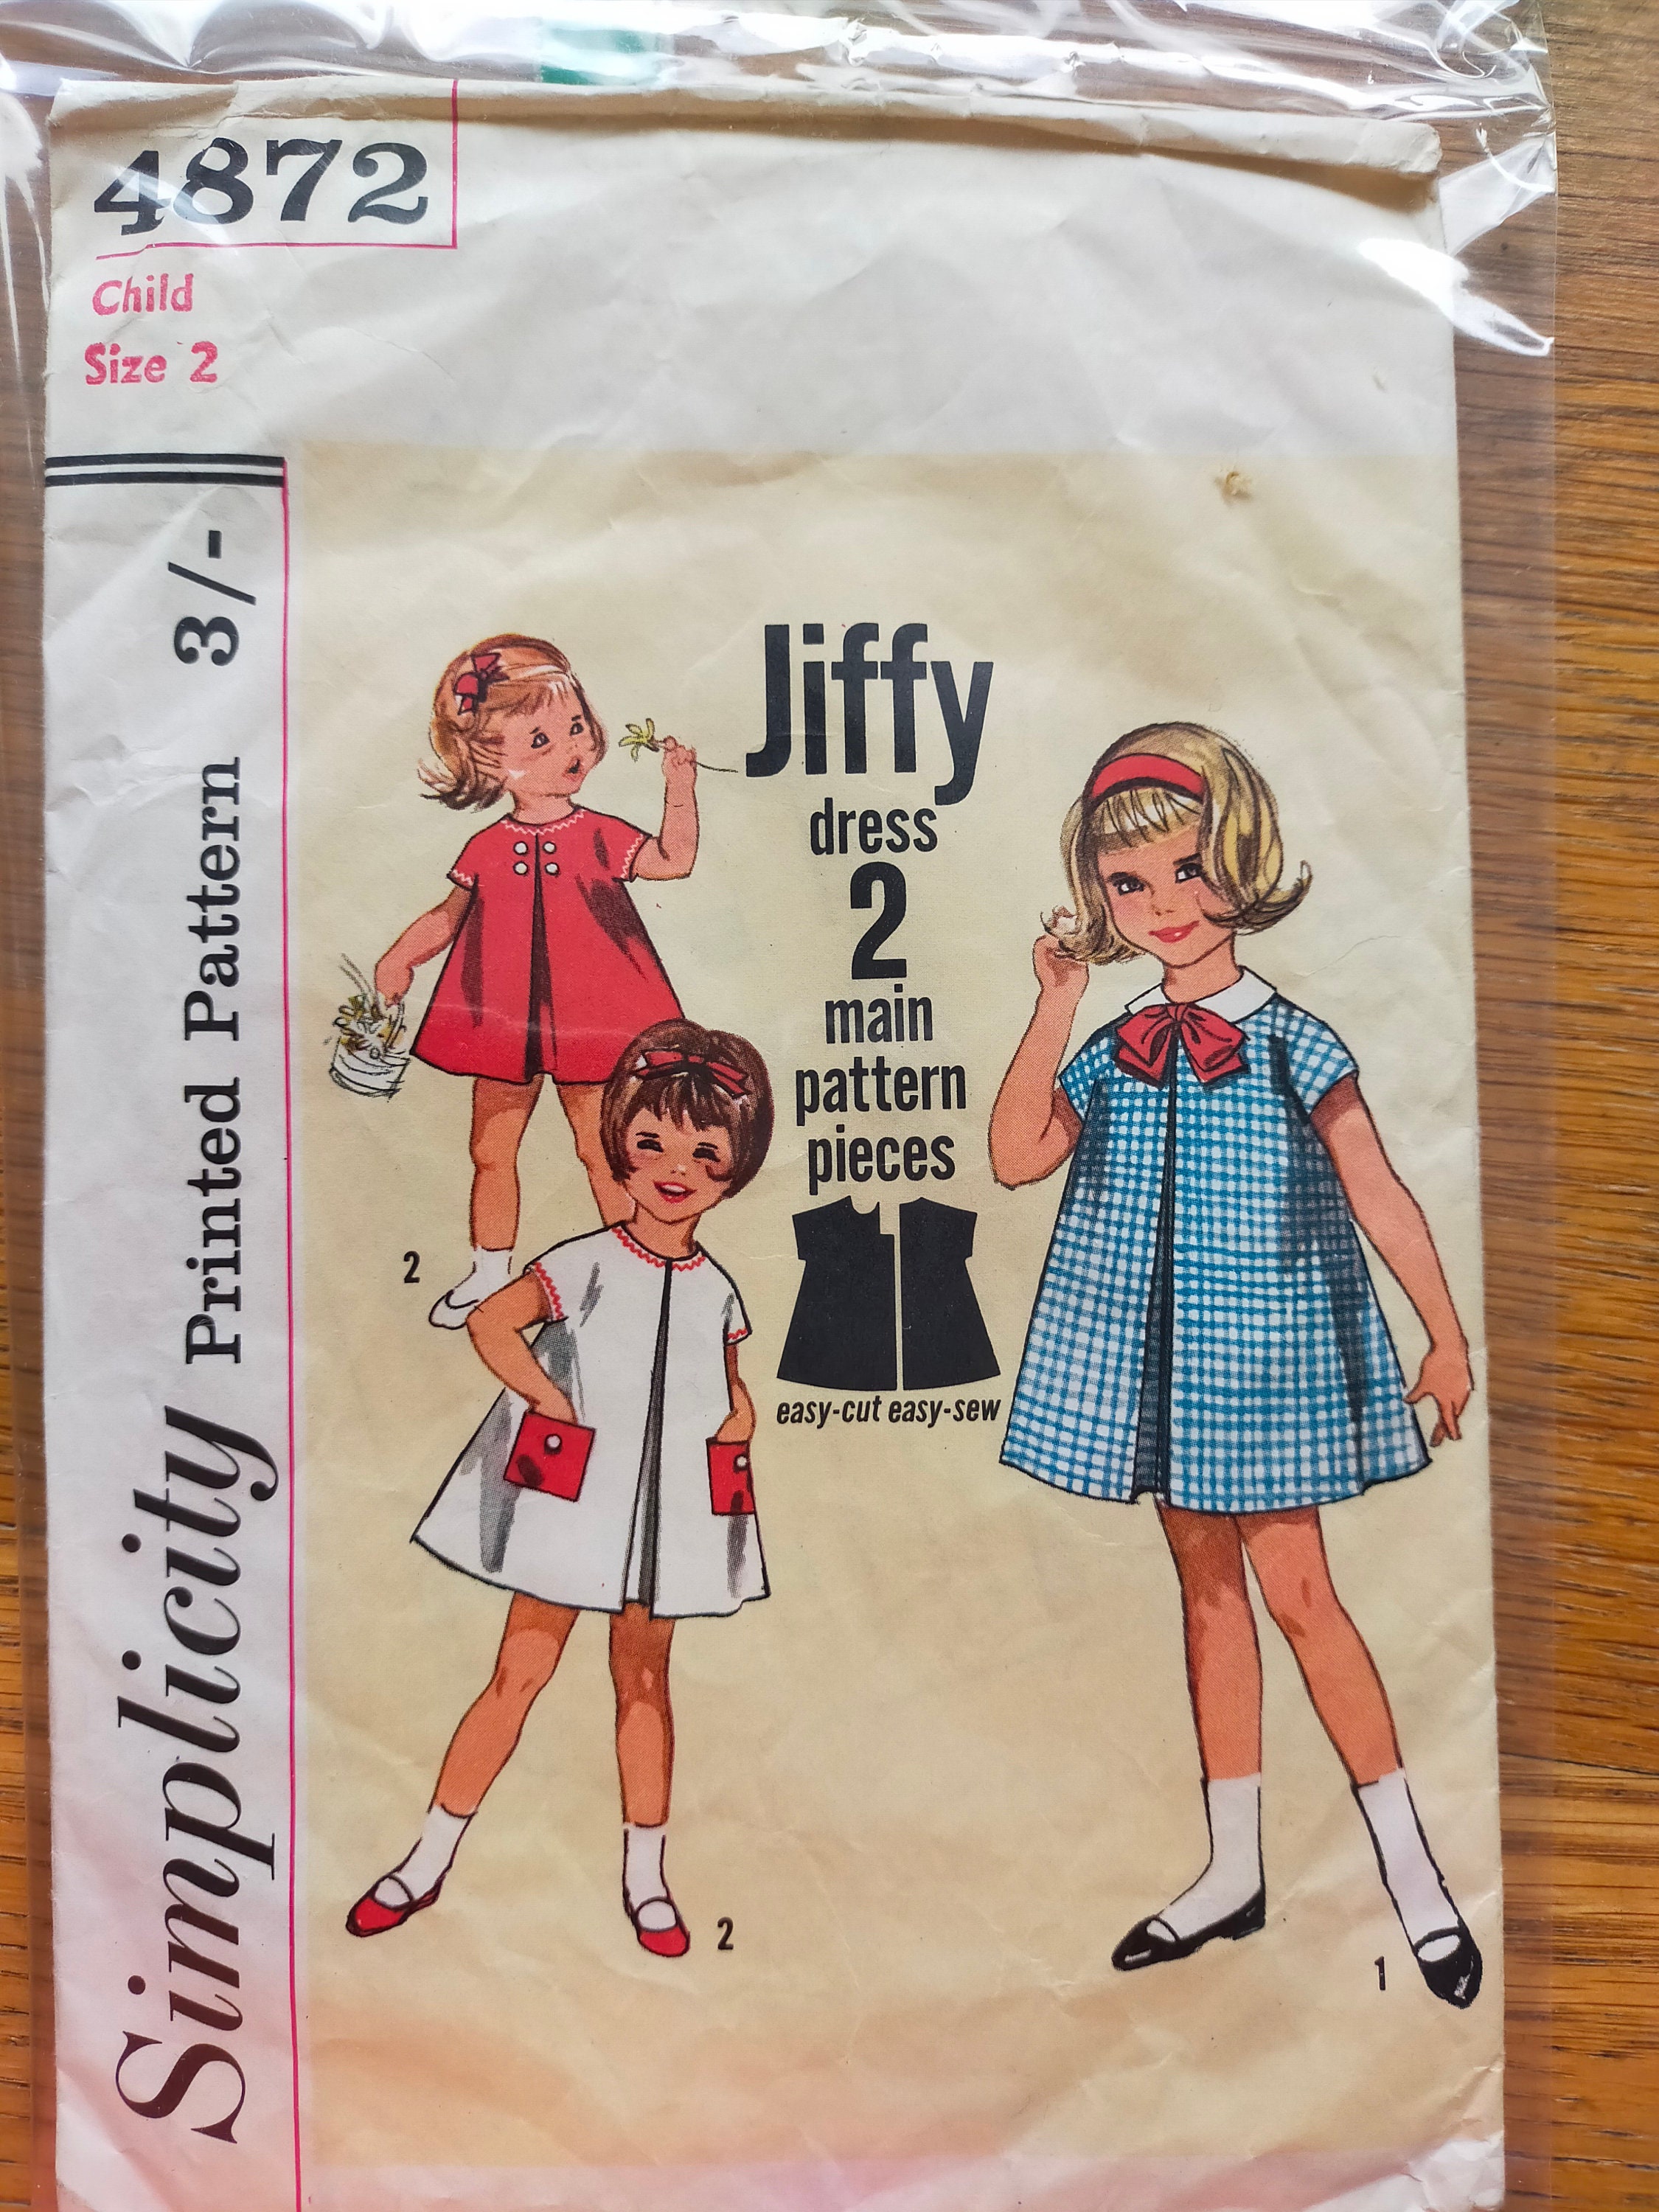 4872
Child
Size 2
Simplicity Printed Pattern 3/-
Jiffy
dress
2
main
pattern
pieces
easy-cut easy-sew
2
2
1